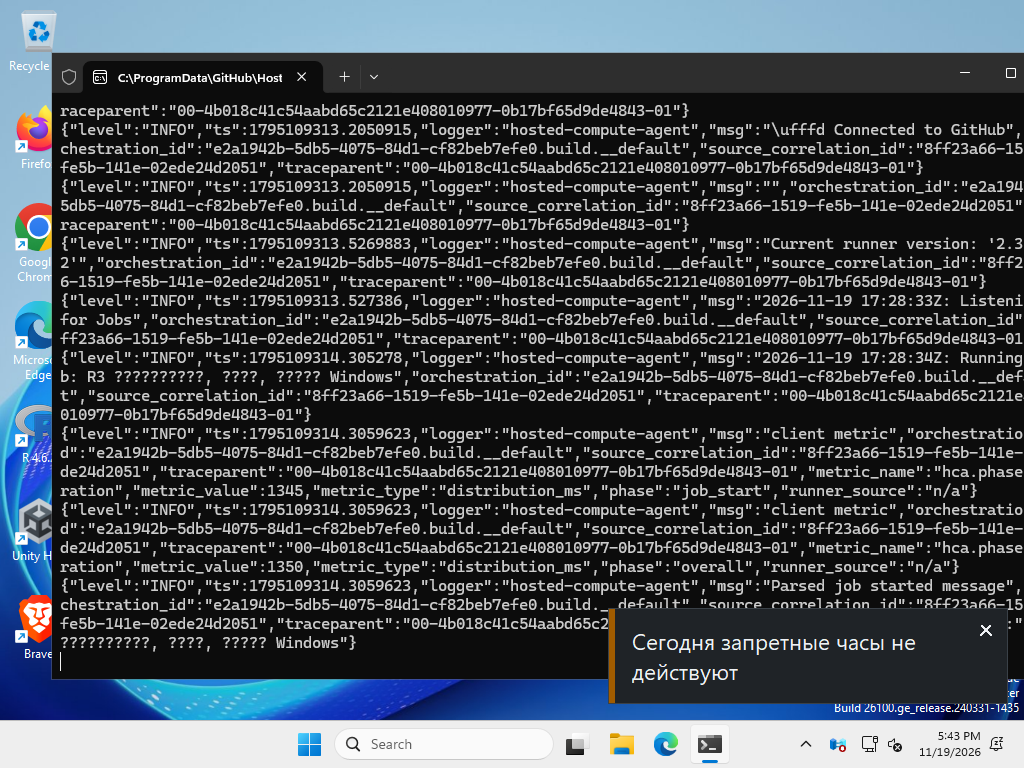 Recycle
C:\ProgramData\GitHub\Host
raceparent":"00-4b018c41c54aabd65c2121e408010977-0b17bf65d9de4843-01"}
{"level":"INFO","ts":1795109313.2050915,"logger":"hosted-compute-agent","msg":"\ufffd Connected to GitHub",
chestration_id":"e2a1942b-5db5-4075-84d1-cf82beb7efe0.build.__default","source_correlation_id":"8ff23a66-15
fe5b-141e-02ede24d2051","traceparent":"00-4b018c41c54aabd65c2121e408010977-0b17bf65d9de4843-01"}
{"level":"INFO","ts":1795109313.2050915,"logger":"hosted-compute-agent","msg":"","orchestration_id":"e2a194
5db5-4075-84d1-cf82beb7efe0.build.__default","source_correlation_id":"8ff23a66-1519-fe5b-141e-02ede24d2051"
raceparent":"00-4b018c41c54aabd65c2121e408010977-0b17bf65d9de4843-01"}
{"level":"INFO","ts":1795109313.5269883,"logger":"hosted-compute-agent","msg":"Current runner version: '2.3
2'","orchestration_id":"e2a1942b-5db5-4075-84d1-cf82beb7efe0.build.__default","source_correlation_id":"8ff2
6-1519-fe5b-141e-02ede24d2051","traceparent":"00-4b018c41c54aabd65c2121e408010977-0b17bf65d9de4843-01"}
{"level":"INFO","ts":1795109313.527386,"logger":"hosted-compute-agent","msg":"2026-11-19 17:28:33Z: Listeni
for Jobs","orchestration_id":"e2a1942b-5db5-4075-84d1-cf82beb7efe0.build.__default","source_correlation_id"
ff23a66-1519-fe5b-141e-02ede24d2051","traceparent":"00-4b018c41c54aabd65c2121e408010977-0b17bf65d9de4843-01
{"level":"INFO","ts":1795109314.305278,"logger":"hosted-compute-agent","msg":"2026-11-19 17:28:34Z: Running
b: R3 ??????????, ????, ????? Windows","orchestration_id":"e2a1942b-5db5-4075-84d1-cf82beb7efe0.build.__def
t","source_correlation_id":"8ff23a66-1519-fe5b-141e-02ede24d2051","traceparent":"00-4b018c41c54aabd65c2121e
010977-0b17bf65d9de4843-01"}
{"level":"INFO","ts":1795109314.3059623,"logger":"hosted-compute-agent","msg":"client metric","orchestratio
d":"e2a1942b-5db5-4075-84d1-cf82beb7efe0.build.__default","source_correlation_id":"8ff23a66-1519-fe5b-141e-
de24d2051","traceparent":"00-4b018c41c54aabd65c2121e408010977-0b17bf65d9de4843-01","metric_name":"hca.phase
ration","metric_value":1345,"metric_type":"distribution_ms","phase":"job_start","runner_source":"n/a"}
{"level":"INFO","ts":1795109314.3059623,"logger":"hosted-compute-agent","msg":"client metric","orchestratio
d":"e2a1942b-5db5-4075-84d1-cf82beb7efe0.build.__default","source_correlation_id":"8ff23a66-1519-fe5b-141e-
de24d2051","traceparent":"00-4b018c41c54aabd65c2121e408010977-0b17bf65d9de4843-01","metric_name":"hca.phase
ration","metric_value":1350,"metric_type":"distribution_ms","phase":"overall","runner_source":"n/a"}
{"level":"INFO","ts":1795109314.3059623,"logger":"hosted-compute-agent","msg":"Parsed job started message",
chestration_id":"e2a1942b-5db5-4075-84d1-cf82beb7efe0.build.__default","source_correlation_id":"8ff23a66-15
fe5b-141e-02ede24d2051","traceparent":"00-4b018c41c54aabd65c2
??????????, ????, ????? Windows"}
Firefo
Googl
Chrom
Micros
Edge
R 4.6.
Unity H
Brave
Сегодня запретные часы не
действуют
Build 26100.ge_release.240331-1435
Search
5:43 PM
11/19/2026